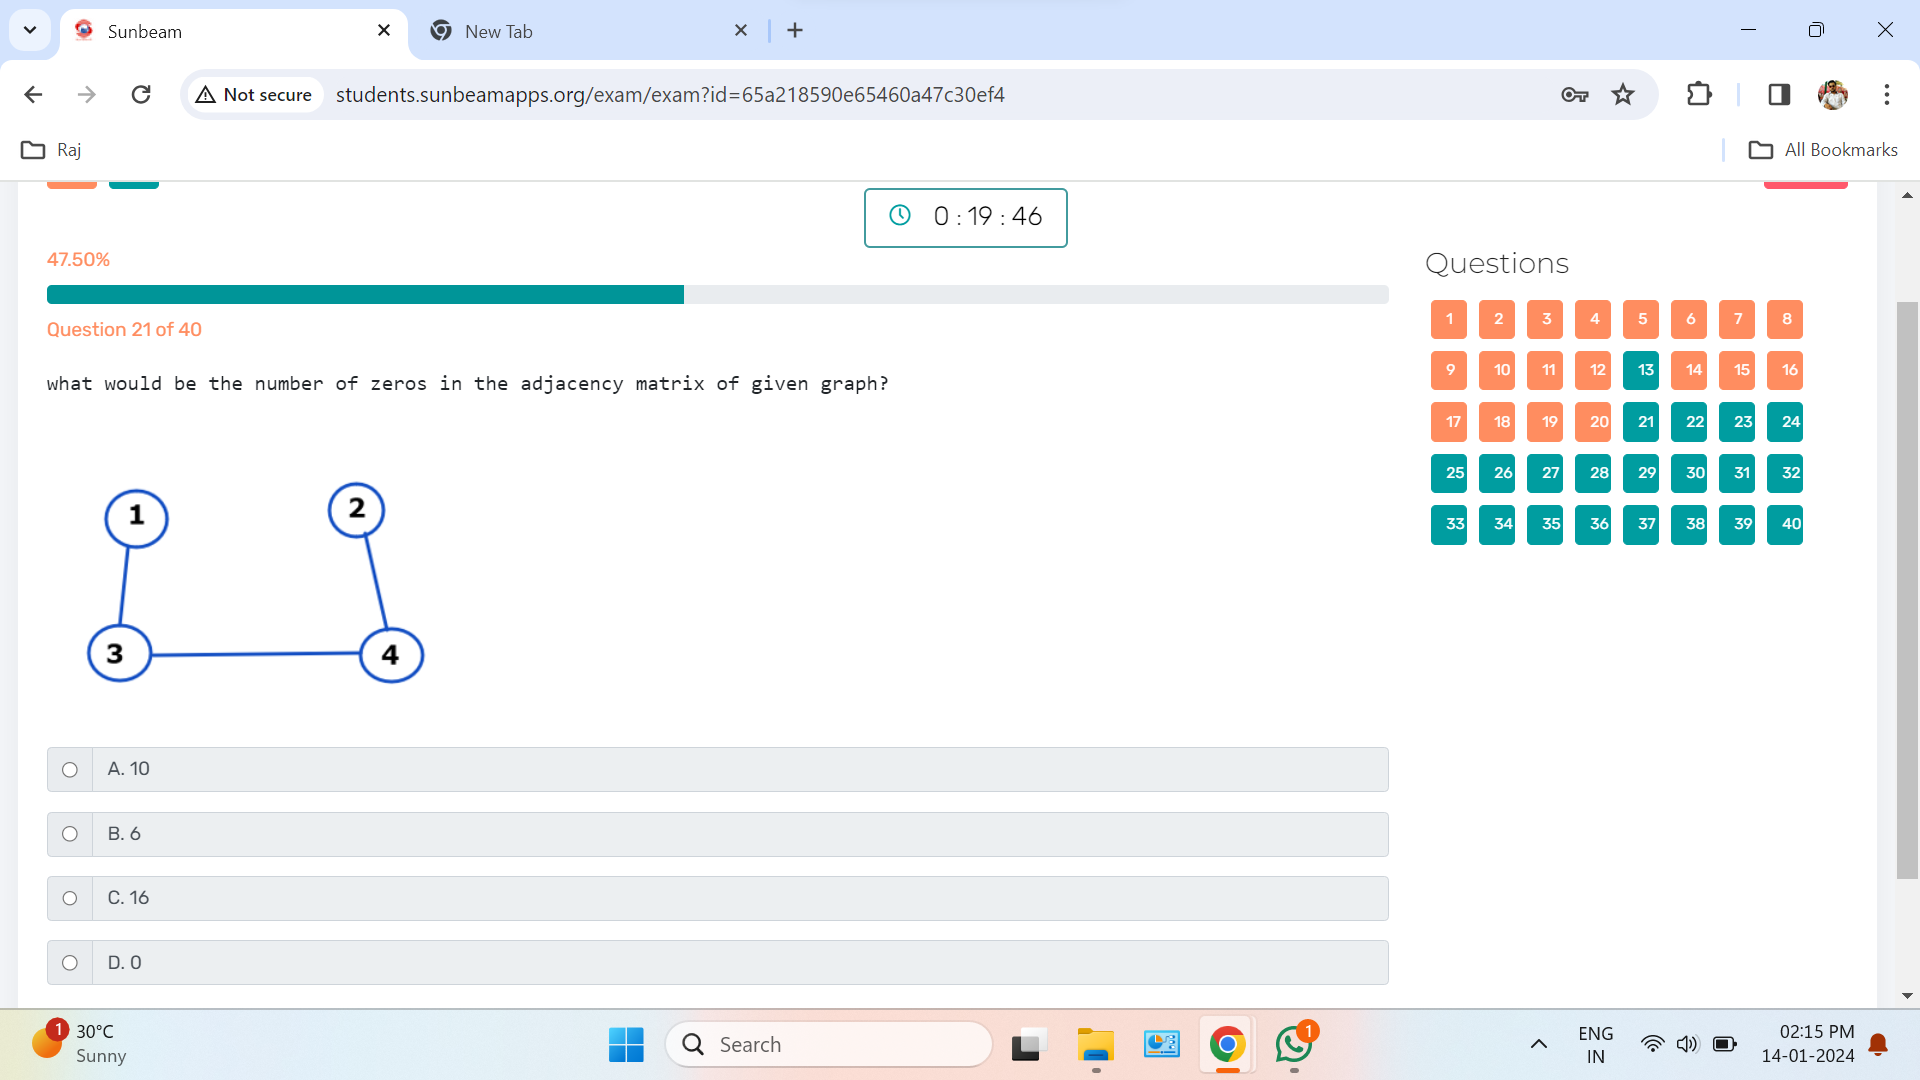 Sunbeam
New Tab
Not secure
students.sunbeamapps.org/exam/exam?id=65a218590e65460a47c30ef4
Raj
All Bookmarks
0 : 19 : 46
47.50%
Question 21 of 40
what would be the number of zeros in the adjacency matrix of given graph?
1
2
3
4
A. 10
B. 6
C. 16
D. 0
Questions
1 2 3 4 5 6 7 8
9 10 11 12 13 14 15 16
17 18 19 20 21 22 23 24
25 26 27 28 29 30 31 32
33 34 35 36 37 38 39 40
1
30°C
Sunny
Search
1
ENG
IN
02:15 PM
14-01-2024